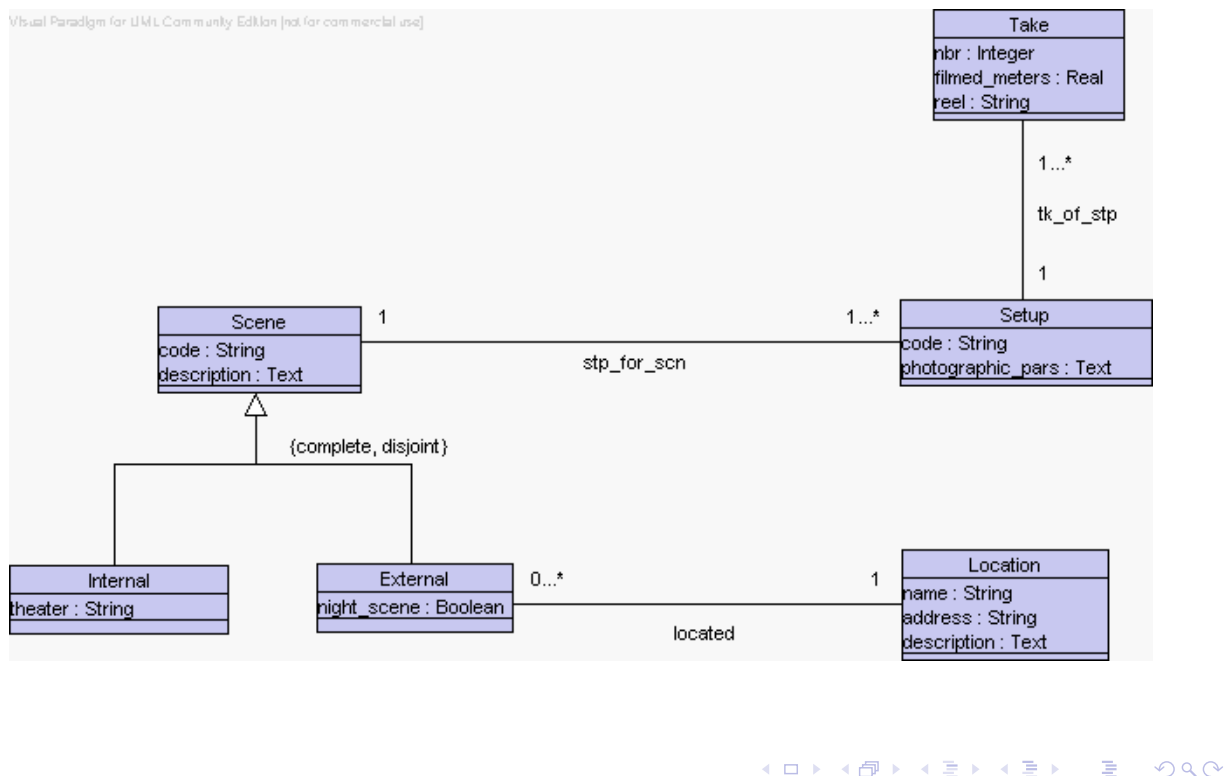 Visual Paradigm for UML Community Edition [not for commercial use]
Take
nbr : Integer
filmed_meters : Real
reel : String
1...*
tk_of_stp
1
Scene
code : String
description : Text
1
1...*
stp_for_scn
Setup
code : String
photographic_pars : Text
{complete, disjoint}
Internal
theater : String
External
night_scene : Boolean
0...*
1
located
Location
name : String
address : String
description : Text